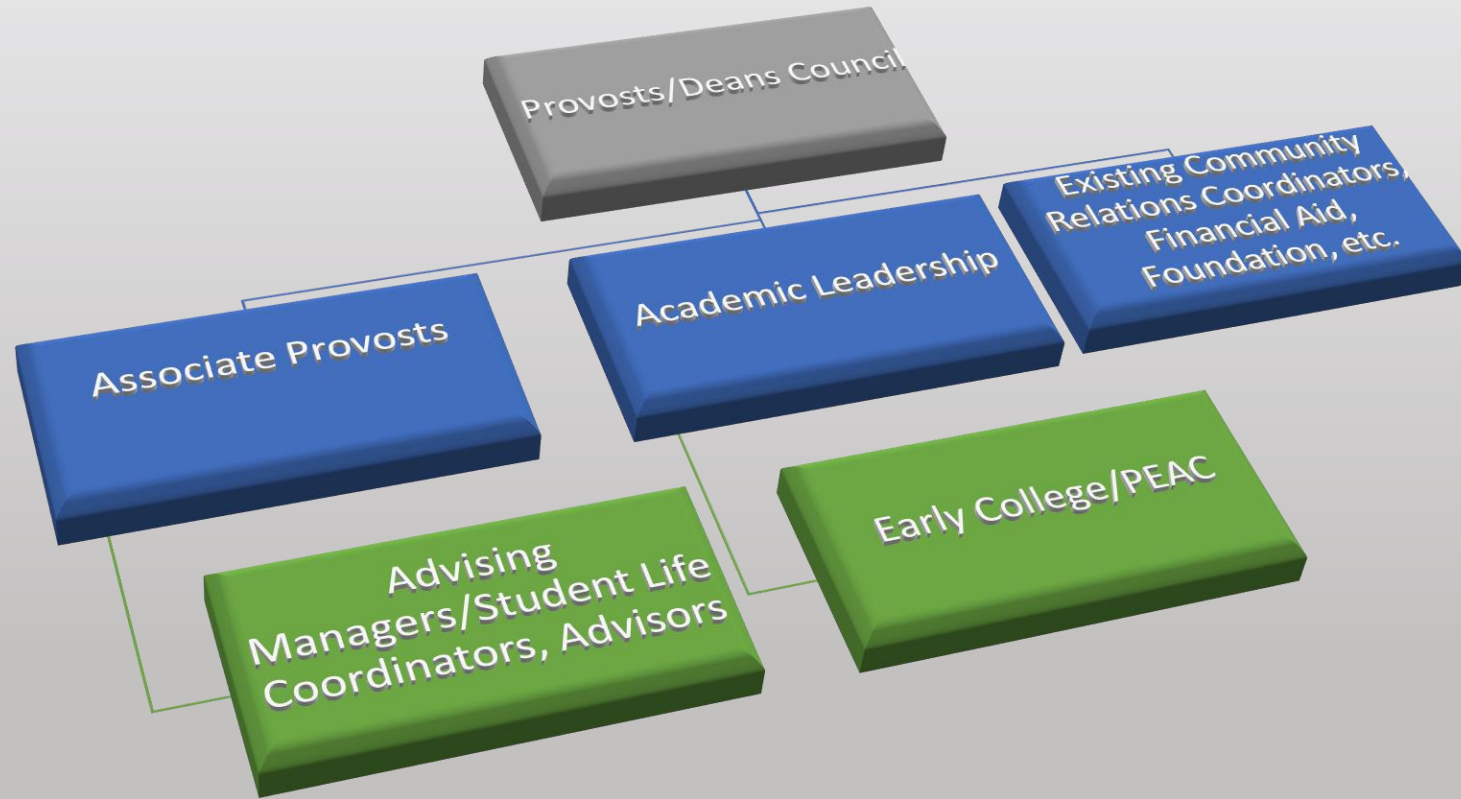 Provosts/Deans Council
Associate Provosts
Academic Leadership
Existing Community
Relations Coordinators,
Financial Aid,
Foundation, etc.
Advising
Managers/Student Life
Coordinators, Advisors
Early College/PEAC